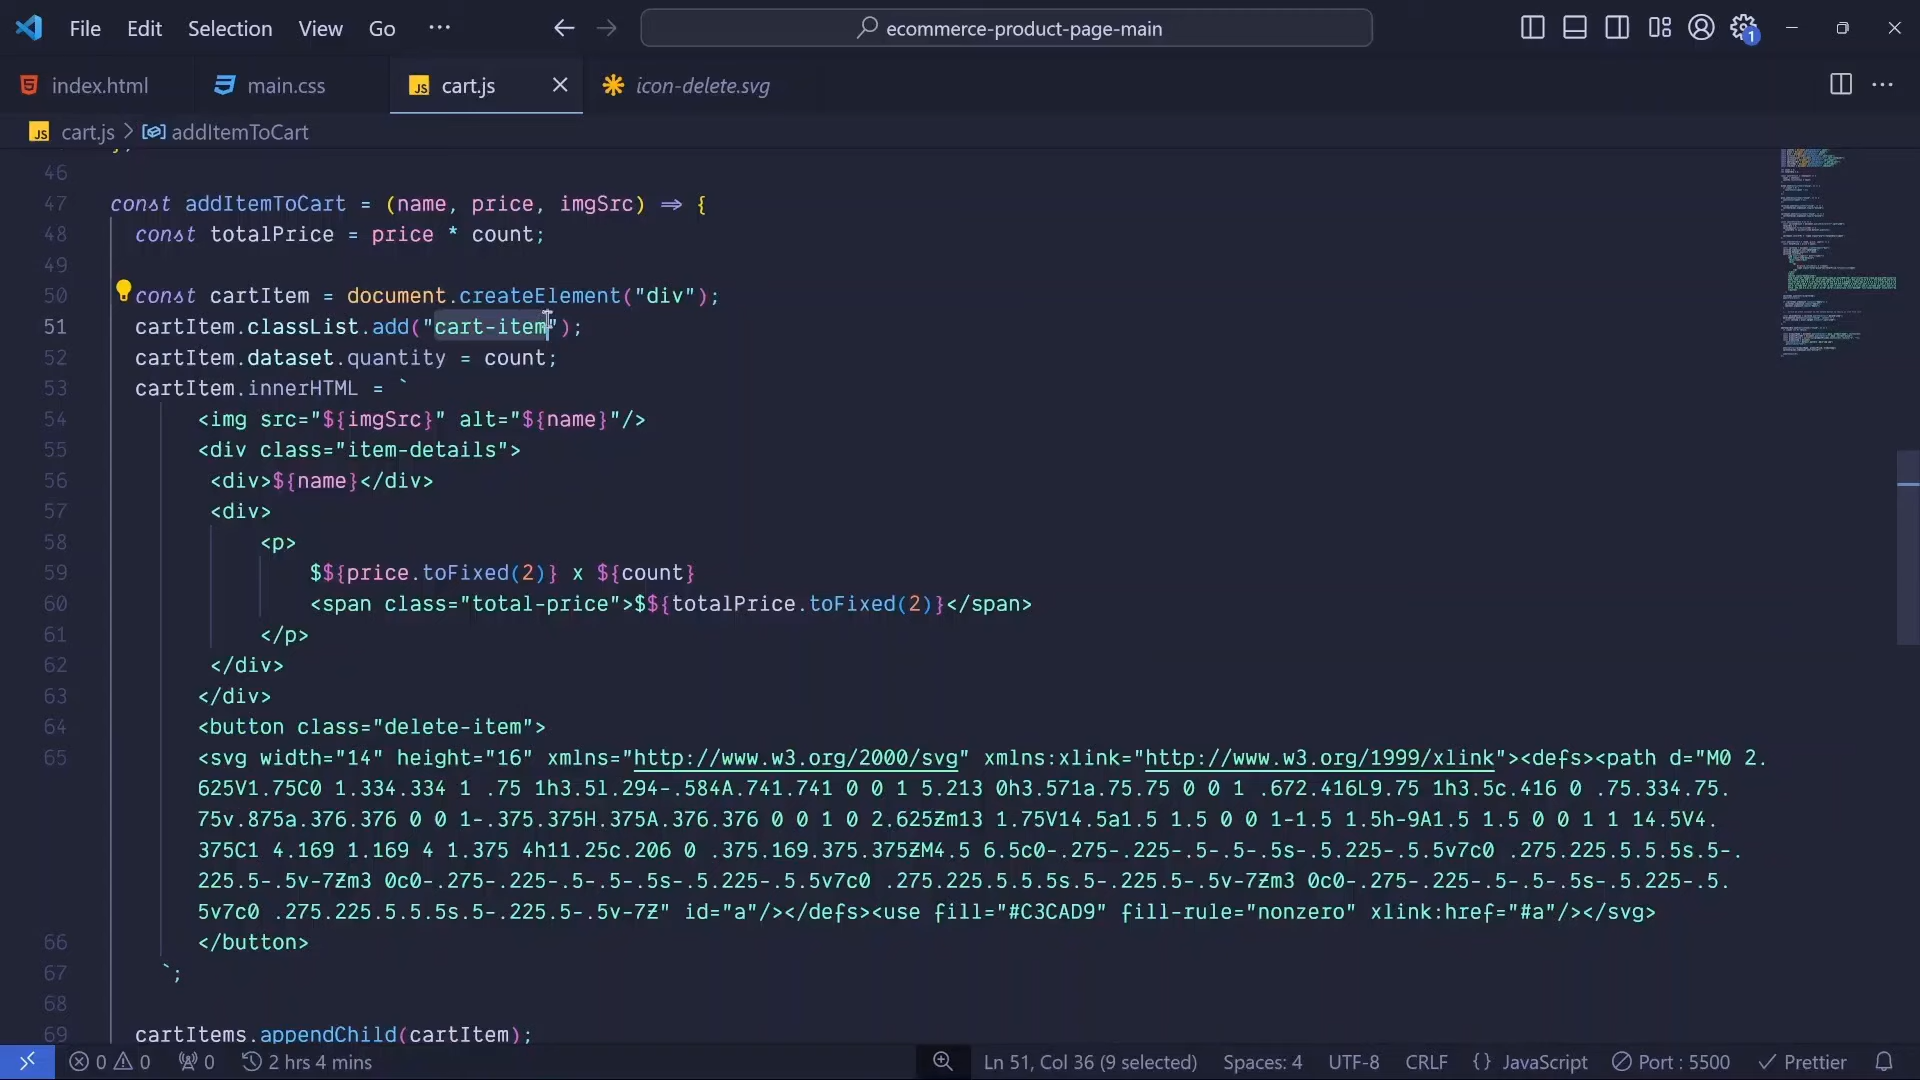 File Edit Selection View Go ··· ecommerce-product-page-main 1
index.html main.css JS cart.js icon-delete.svg ···
JS cart.js > addItemToCart
46
47 const addItemToCart = (name, price, imgSrc) ⇒ {
48 const totalPrice = price * count;
49
50 const cartItem = document.createElement("div");
51 cartItem.classList.add("cart-item");
52 cartItem.dataset.quantity = count;
53 cartItem.innerHTML = `
54 <img src="${imgSrc}" alt="${name}"/>
55 <div class="item-details">
56 <div>${name}</div>
57 <div>
58 <p>
59 $${price.toFixed(2)} x ${count}
60 <span class="total-price">$${totalPrice.toFixed(2)}</span>
61 </p>
62 </div>
63 </div>
64 <button class="delete-item">
65 <svg width="14" height="16" xmlns="http://www.w3.org/2000/svg" xmlns:xlink="http://www.w3.org/1999/xlink"><defs><path d="M0 2.
625V1.75C0 1.334.334 1 .75 1h3.5l.294-.584A.741.741 0 0 1 5.213 0h3.571a.75.75 0 0 1 .672.416L9.75 1h3.5c.416 0 .75.334.75.
75v.875a.376.376 0 0 1-.375.375H.375A.376.376 0 0 1 0 2.625Zm13 1.75V14.5a1.5 1.5 0 0 1-1.5 1.5h-9A1.5 1.5 0 0 1 1 14.5V4.
375C1 4.169 1.169 4 1.375 4h11.25c.206 0 .375.169.375.375ZM4.5 6.5c0-.275-.225-.5-.5-.5s-.5.225-.5.5v7c0 .275.225.5.5.5s.5-.
225.5-.5v-7Zm3 0c0-.275-.225-.5-.5-.5s-.5.225-.5.5v7c0 .275.225.5.5.5s.5-.225.5-.5v-7Zm3 0c0-.275-.225-.5-.5-.5s-.5.225-.5.
5v7c0 .275.225.5.5.5s.5-.225.5-.5v-7Z" id="a"/></defs><use fill="#C3CAD9" fill-rule="nonzero" xlink:href="#a"/></svg>
66 </button>
67 `;
68
69 cartItems.appendChild(cartItem);
0 0 0 2 hrs 4 mins Ln 51, Col 36 (9 selected) Spaces: 4 UTF-8 CRLF {} JavaScript Port : 5500 Prettier